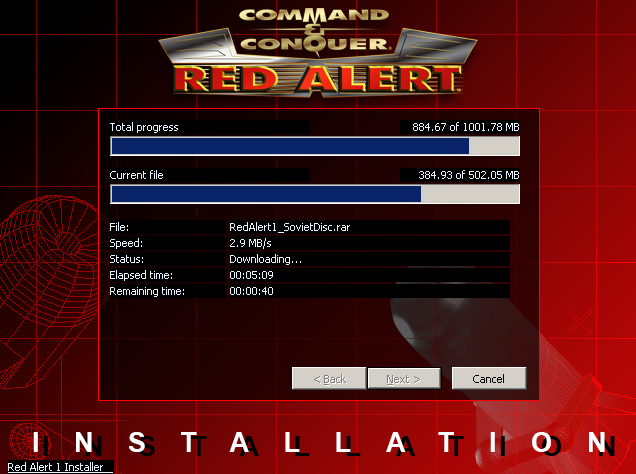 COMMAND
&
CONQUER
RED ALERT™
Total progress 884.67 of 1001.78 MB
Current file 384.93 of 502.05 MB
File: RedAlert1_SovietDisc.rar
Speed: 2.9 MB/s
Status: Downloading...
Elapsed time: 00:05:09
Remaining time: 00:00:40
< Back Next > Cancel
INSTALLATION
Red Alert 1 Installer